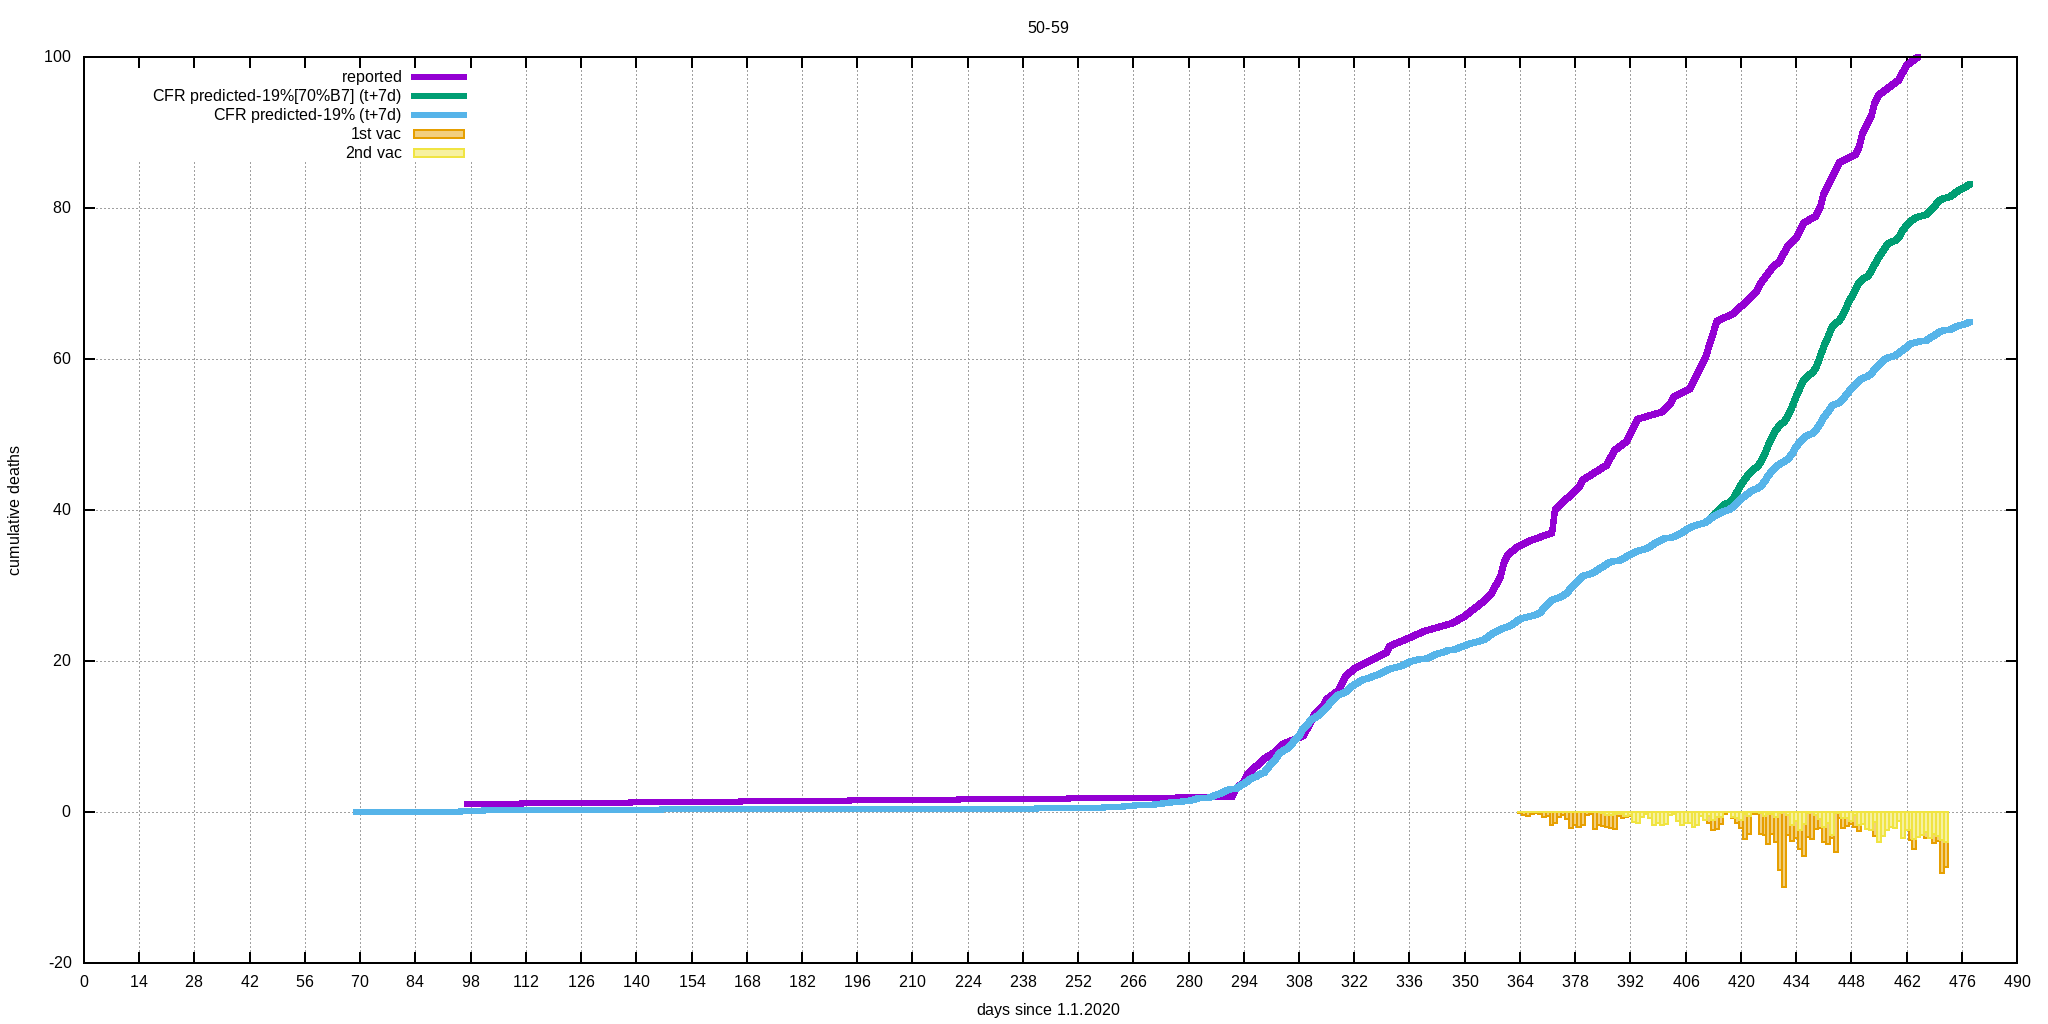 50-59
100
80
60
40
20
0
-20
cumulative deaths
reported
CFR predicted-19%[70%B7] (t+7d)
CFR predicted-19% (t+7d)
1st vac
2nd vac
0 14 28 42 56 70 84 98 112 126 140 154 168 182 196 210 224 238 252 266 280 294 308 322 336 350 364 378 392 406 420 434 448 462 476 490
days since 1.1.2020